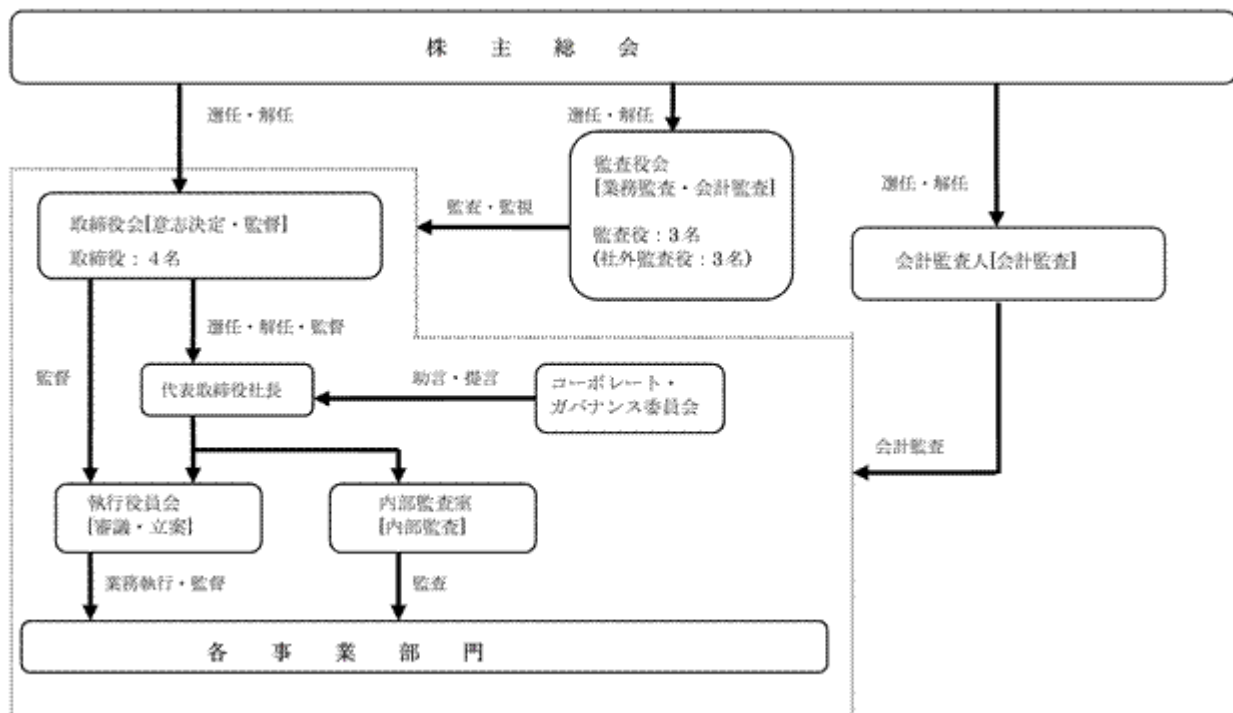 株主総会
選任・解任
選任・解任
選任・解任
監査役会
[業務監査・会計監査]
監査役：3名
(社外監査役：3名)
監査・監視
取締役会[意志決定・監督]
取締役：4名
会計監査人[会計監査]
選任・解任・監督
監督
代表取締役社長
助言・提言
コーポレート・
ガバナンス委員会
会計監査
執行役員会
[審議・立案]
内部監査室
[内部監査]
業務執行・監督
監査
各事業部門